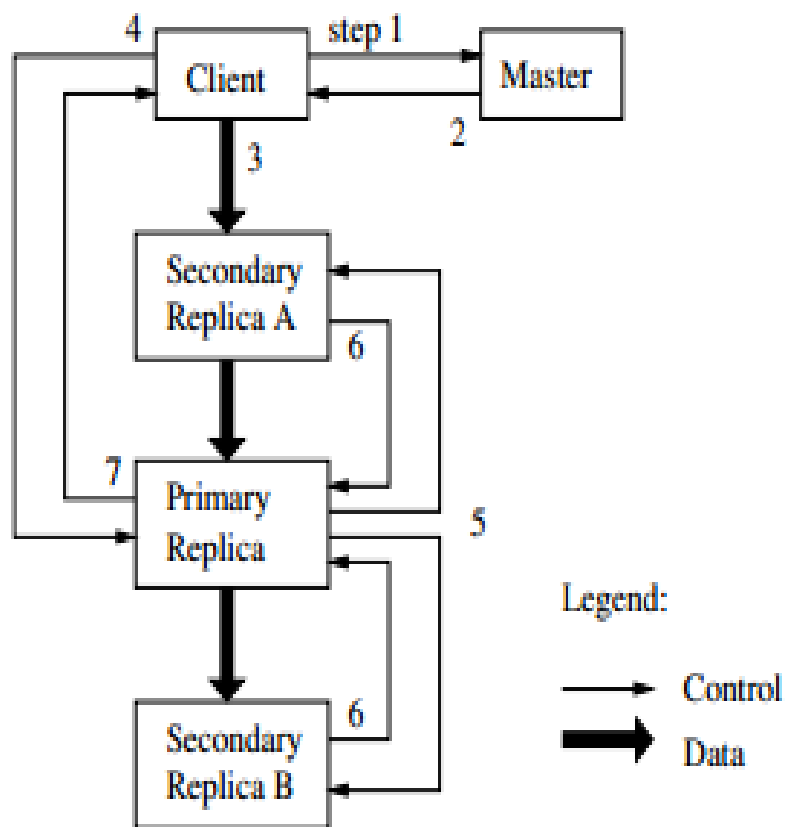 4
step 1
Client
Master
2
3
Secondary
Replica A
6
7
Primary
Replica
5
Legend:
Control
6
Secondary
Replica B
Data